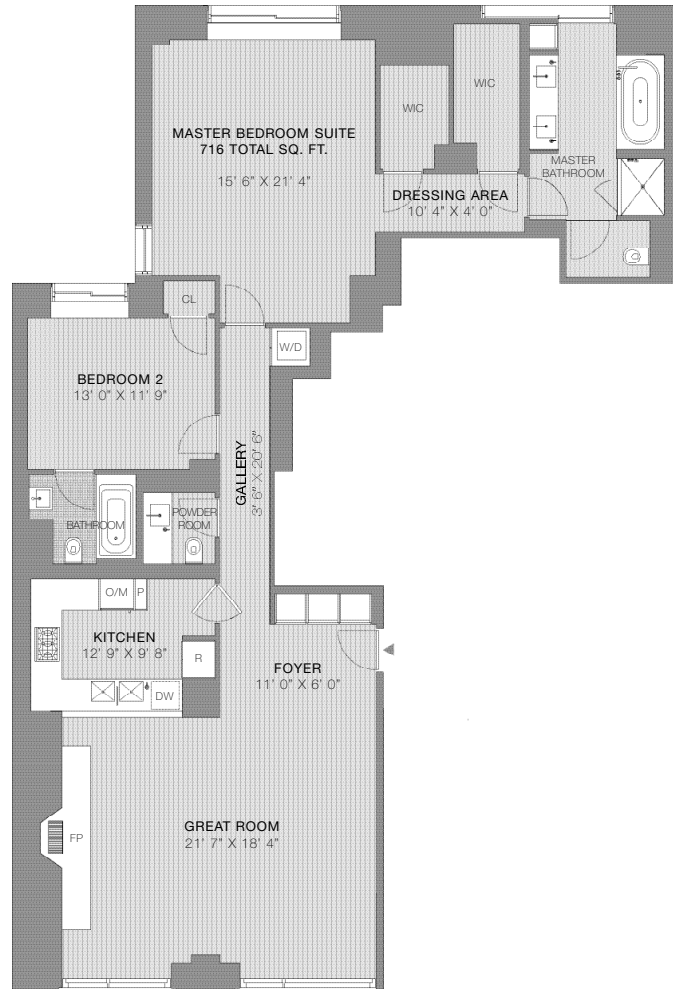 MASTER BEDROOM SUITE
716 TOTAL SQ. FT.
15' 6" X 21' 4"
WIC
WIC
MASTER
BATHROOM
DRESSING AREA
10' 4" X 4' 0"
CL
W/D
BEDROOM 2
13' 0" X 11' 9"
GALLERY
3' 6" X 20' 6"
BATHROOM
POWDER
ROOM
O/M
P
KITCHEN
12' 9" X 9' 8"
R
DW
FOYER
11' 0" X 6' 0"
GREAT ROOM
21' 7" X 18' 4"
FP